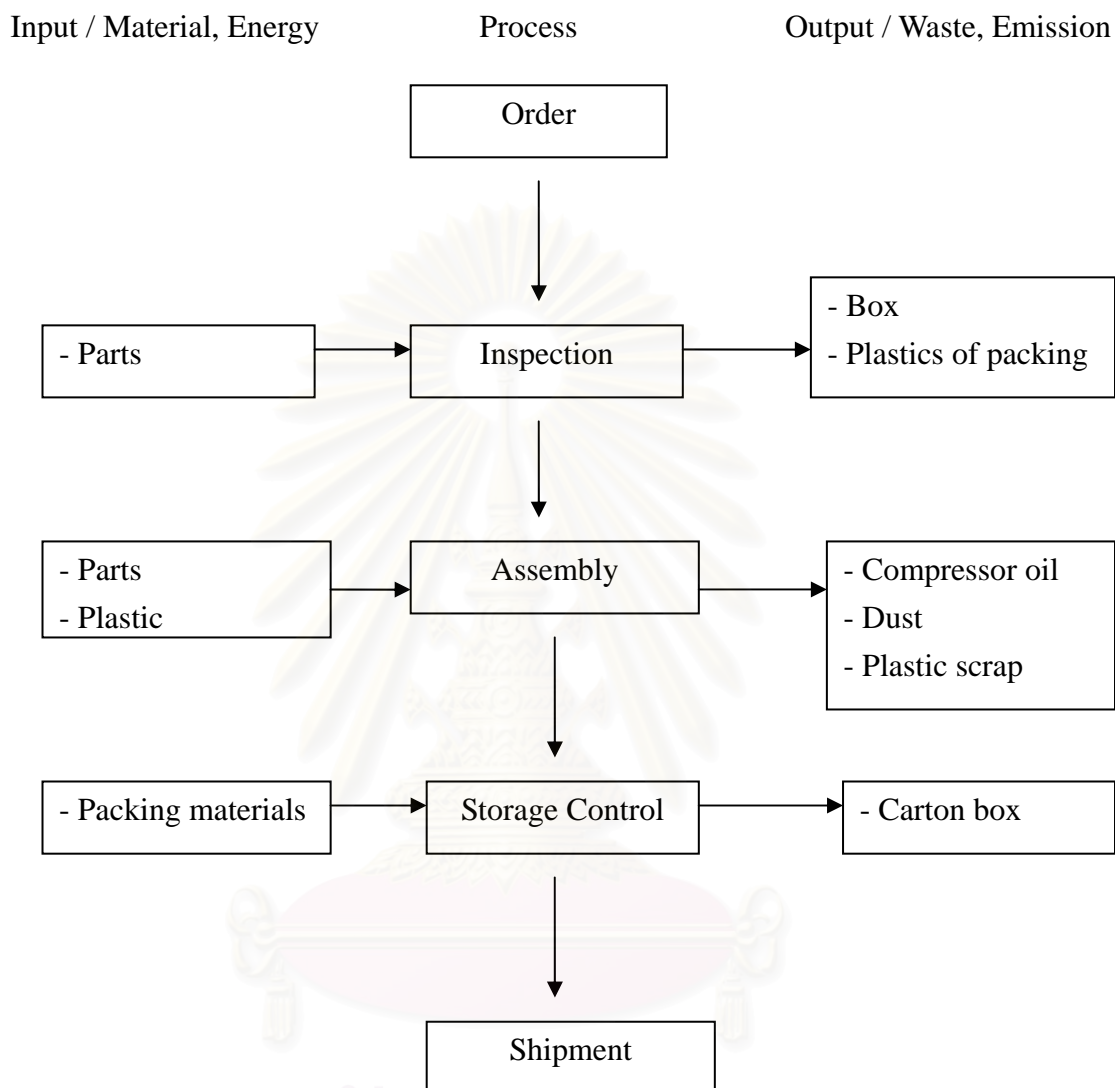 Input / Material, Energy
Process
Output / Waste, Emission
Order
- Parts
Inspection
- Box
- Plastics of packing
- Parts
- Plastic
Assembly
- Compressor oil
- Dust
- Plastic scrap
- Packing materials
Storage Control
- Carton box
Shipment